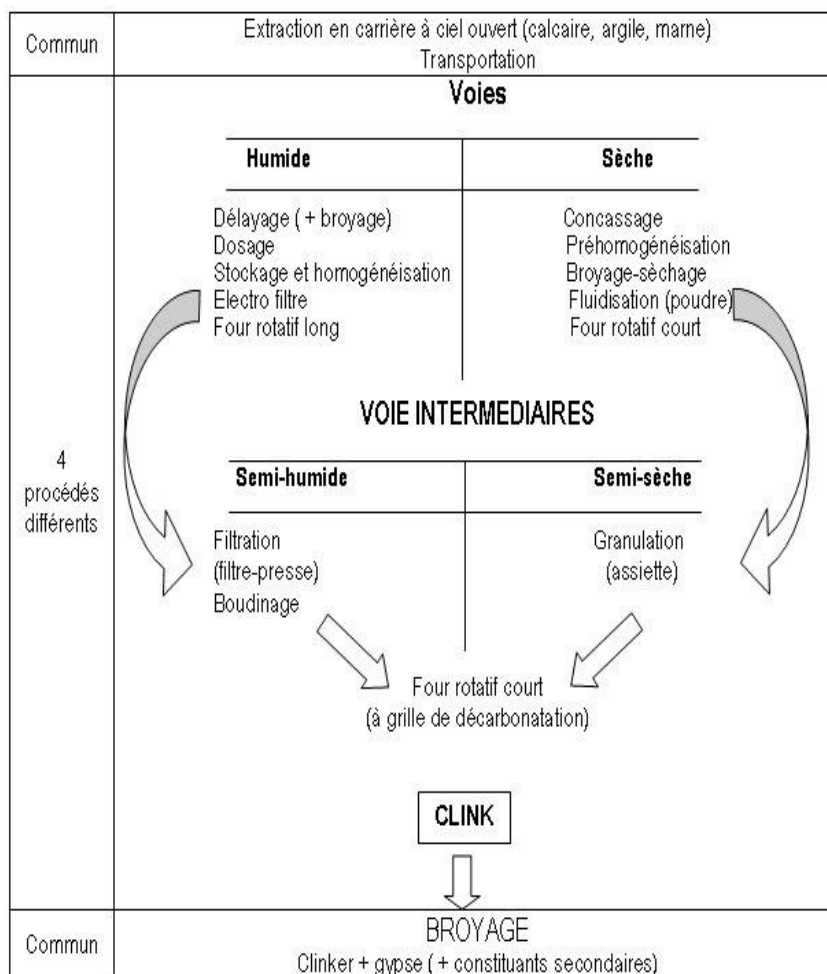 Commun
Extraction en carrière à ciel ouvert (calcaire, argile, marne)
Transportation
Voies
Humide
Sèche
Délayage ( + broyage)
Dosage
Stockage et homogénéisation
Electro filtre
Four rotatif long
Concassage
Préhomogénéisation
Broyage-sèchage
Fluidisation (poudre)
Four rotatif court
VOIE INTERMEDIAIRES
4
procédés
différents
Semi-humide
Semi-sèche
Filtration
(filtre-presse)
Boudinage
Granulation
(assiette)
Four rotatif court
(à grille de décarbonatation)
CLINK
Commun
BROYAGE
Clinker + gypse ( + constituants secondaires)